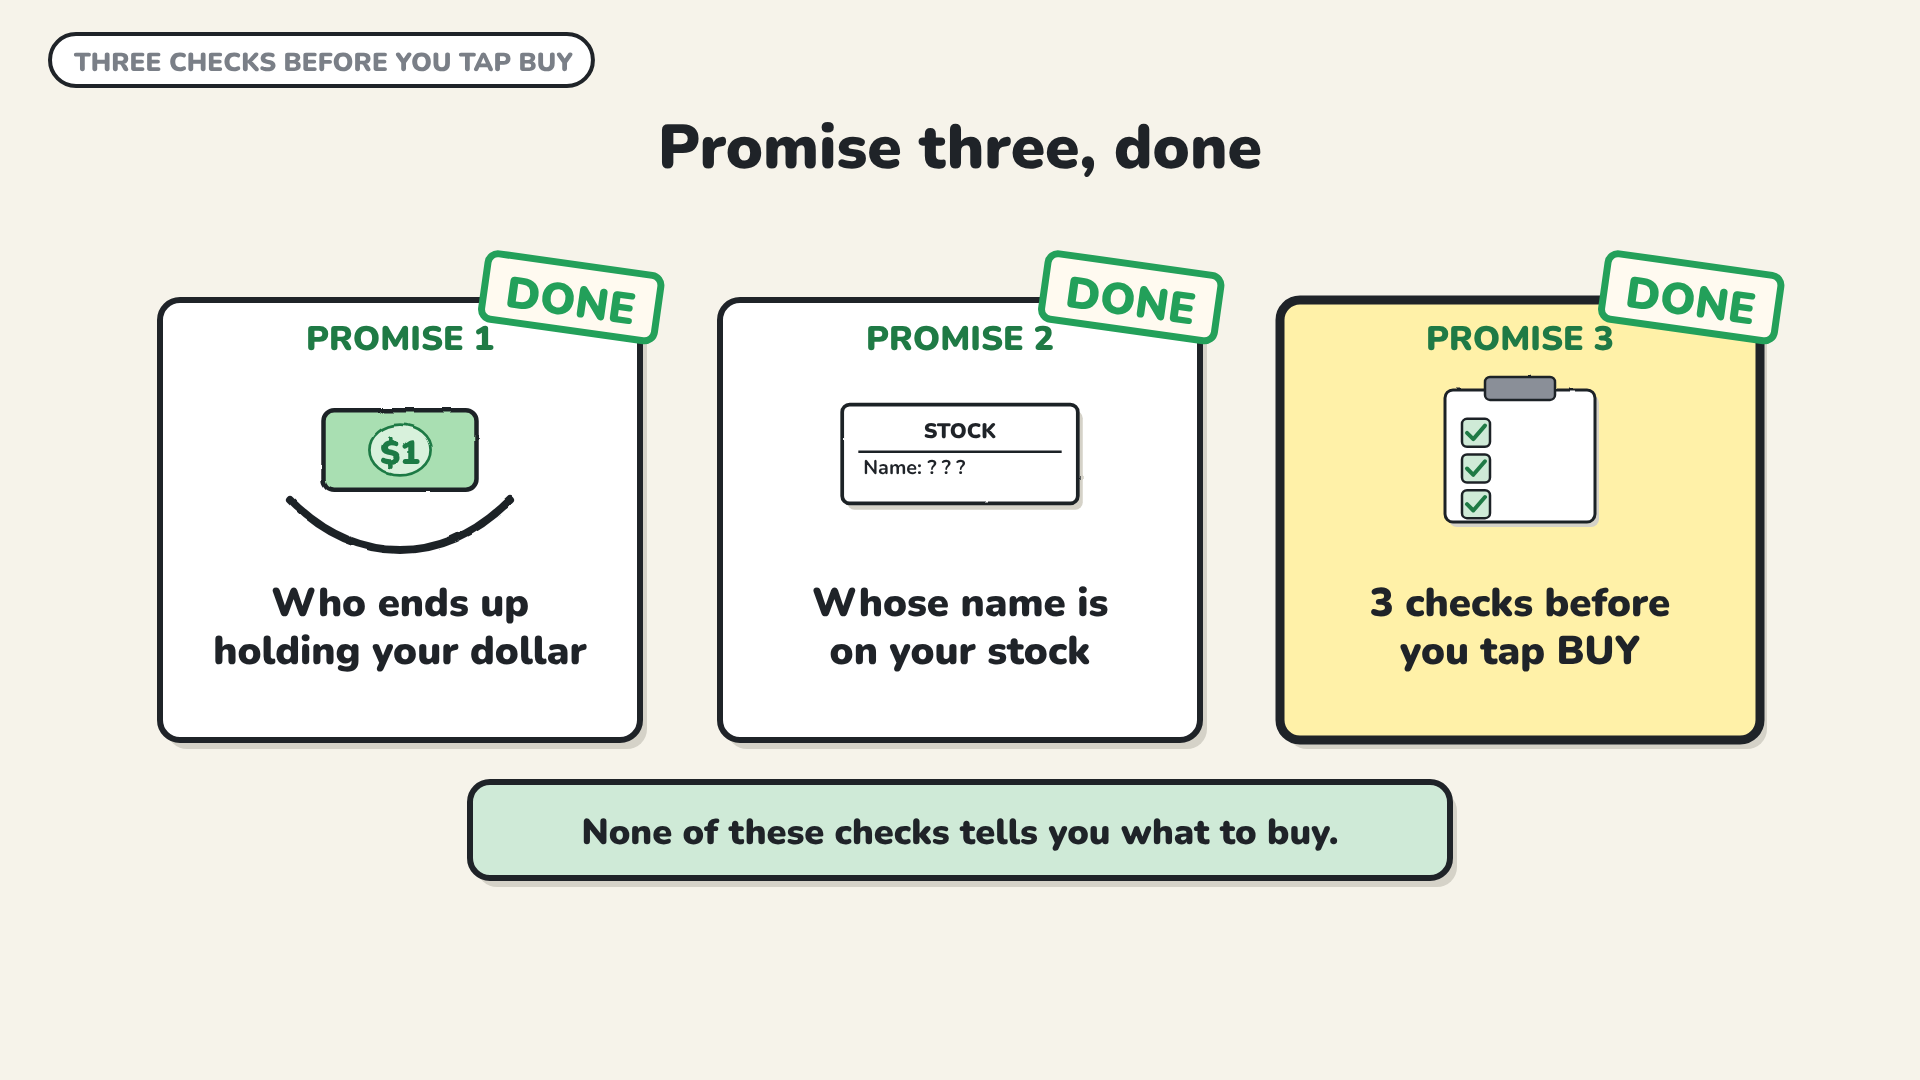 THREE CHECKS BEFORE YOU TAP BUY
Promise three, done
DONE
PROMISE 1
$1
Who ends up
holding your dollar
DONE
PROMISE 2
STOCK
Name: ? ? ?
Whose name is
on your stock
DONE
PROMISE 3
3 checks before
you tap BUY
None of these checks tells you what to buy.